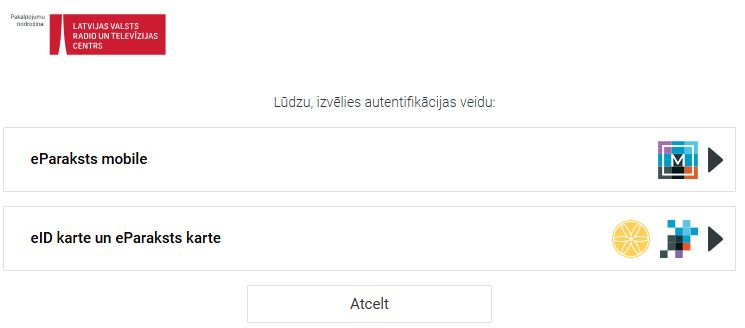 Pakalpojumu
nodrošina:
LATVIJAS VALSTS
RADIO UN TELEVĪZIJAS
CENTRS
Lūdzu, izvēlies autentifikācijas veidu:
eParaksts mobile
M
eID karte un eParaksts karte
Atcelt